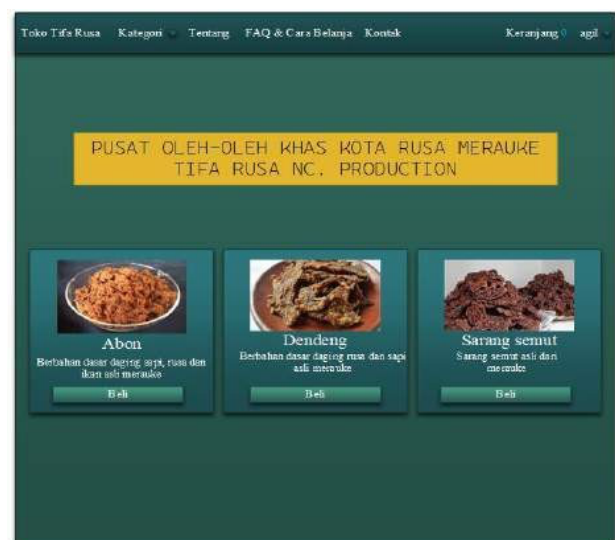 Toko Tifa Rusa Kategori Tentang FAQ & Cara Belanja Kontak Keranjang 0 agil
PUSAT OLEH-OLEH KHAS KOTA RUSA MERAUKE
TIFA RUSA NC. PRODUCTION
Abon
Berbahan dasar daging sapi, rusa dan
ikan asli merauke
Beli
Dendeng
Berbahan dasar daging rusa dan sapi
asli merauke
Beli
Sarang semut
Sarang semut asli dari
merauke
Beli